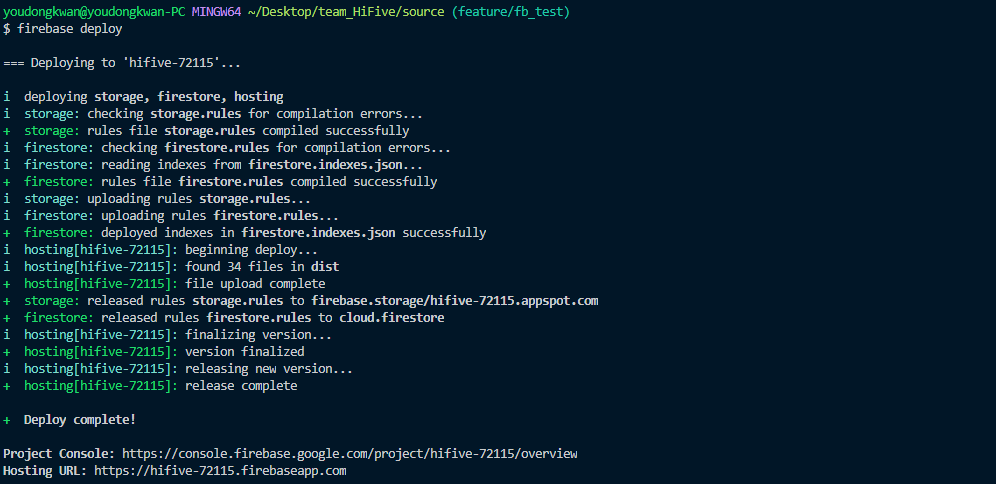 youdongkwan@youdongkwan-PC MINGW64 ~/Desktop/team_HiFive/source (feature/fb_test)
$ firebase deploy
=== Deploying to 'hifive-72115'...
i  deploying storage, firestore, hosting
i  storage: checking storage.rules for compilation errors...
+  storage: rules file storage.rules compiled successfully
i  firestore: checking firestore.rules for compilation errors...
i  firestore: reading indexes from firestore.indexes.json...
+  firestore: rules file firestore.rules compiled successfully
i  storage: uploading rules storage.rules...
i  firestore: uploading rules firestore.rules...
+  firestore: deployed indexes in firestore.indexes.json successfully
i  hosting[hifive-72115]: beginning deploy...
i  hosting[hifive-72115]: found 34 files in dist
+  hosting[hifive-72115]: file upload complete
+  storage: released rules storage.rules to firebase.storage/hifive-72115.appspot.com
+  firestore: released rules firestore.rules to cloud.firestore
i  hosting[hifive-72115]: finalizing version...
+  hosting[hifive-72115]: version finalized
i  hosting[hifive-72115]: releasing new version...
+  hosting[hifive-72115]: release complete
+  Deploy complete!
Project Console: https://console.firebase.google.com/project/hifive-72115/overview
Hosting URL: https://hifive-72115.firebaseapp.com